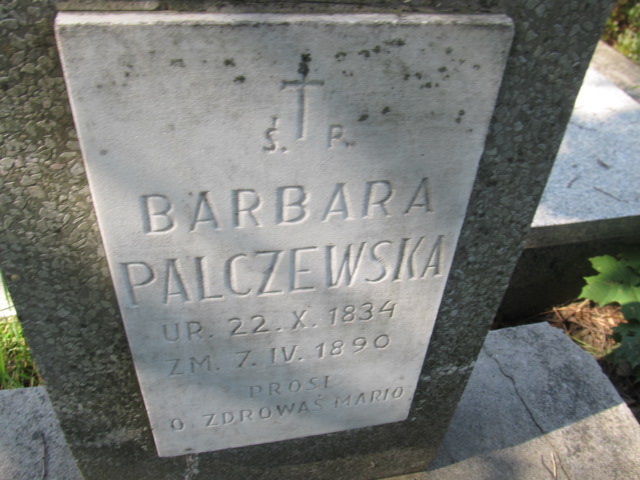 Ś. P.
BARBARA
PALCZEWSKA
UR. 22. X. 1834
ZM. 7. IV. 1890
PROSI
O ZDROWAŚ MARIO